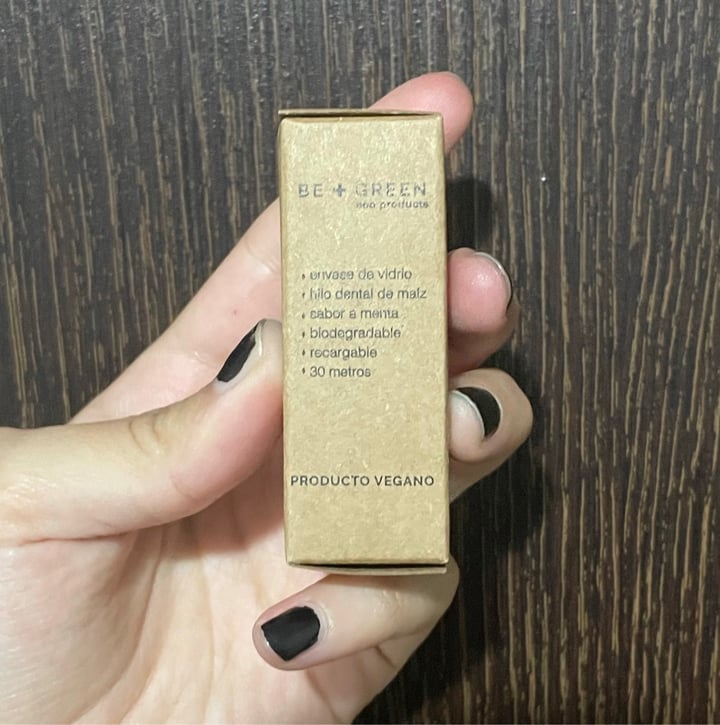 BE + GREEN
eco products
• envase de vidrio
• hilo dental de maíz
• sabor a menta
• biodegradable
• recargable
• 30 metros
PRODUCTO VEGANO